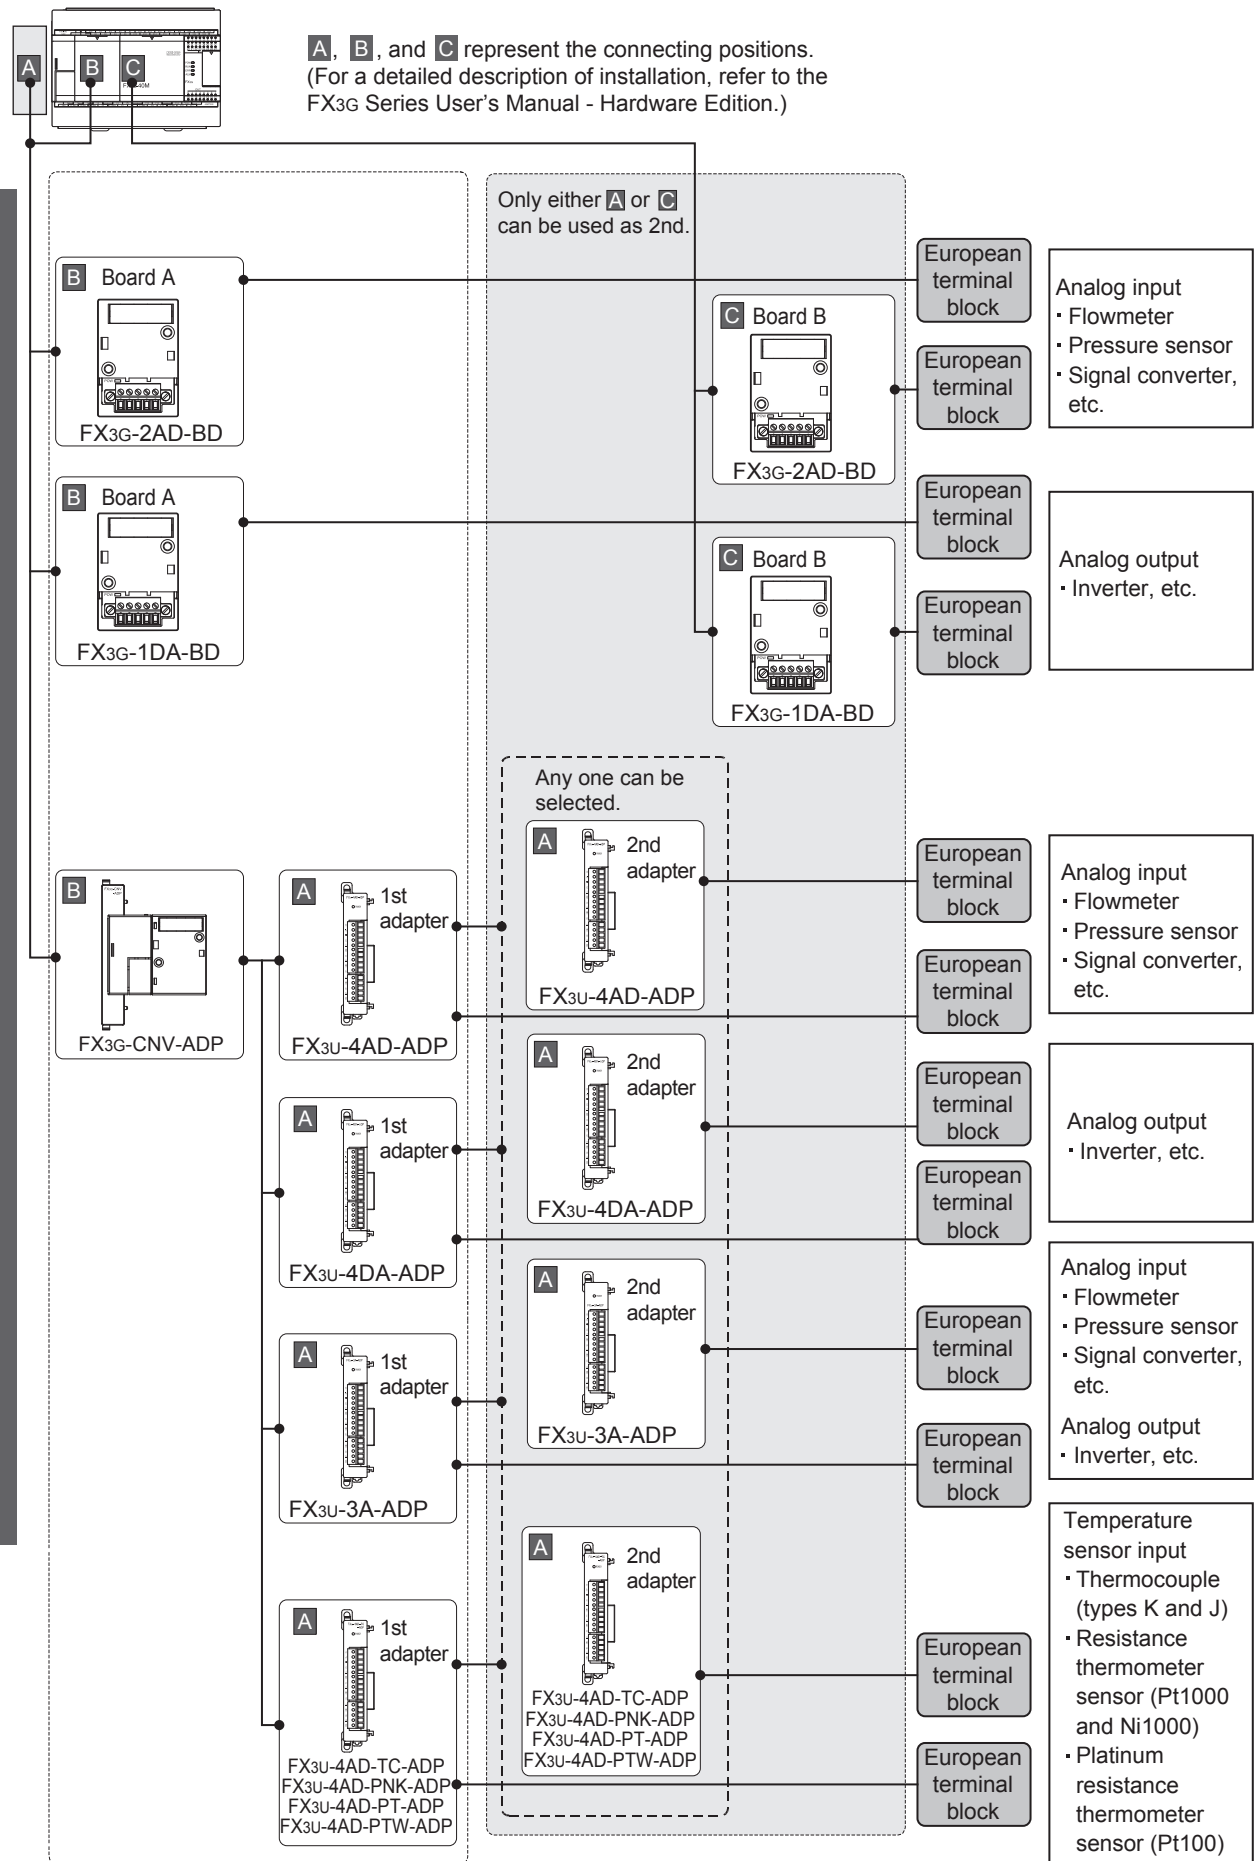 A, B, and C represent the connecting positions.
(For a detailed description of installation, refer to the
FX3G Series User's Manual - Hardware Edition.)
A
B
C
Only either A or C
can be used as 2nd.
B Board A
FX3G-2AD-BD
C Board B
FX3G-2AD-BD
European
terminal
block
European
terminal
block
Analog input
· Flowmeter
· Pressure sensor
· Signal converter,
etc.
B Board A
FX3G-1DA-BD
C Board B
FX3G-1DA-BD
European
terminal
block
European
terminal
block
Analog output
· Inverter, etc.
Any one can be
selected.
B
FX3G-CNV-ADP
A 1st
adapter
FX3U-4AD-ADP
A 2nd
adapter
FX3U-4AD-ADP
European
terminal
block
European
terminal
block
Analog input
· Flowmeter
· Pressure sensor
· Signal converter,
etc.
A 1st
adapter
FX3U-4DA-ADP
A 2nd
adapter
FX3U-4DA-ADP
European
terminal
block
European
terminal
block
Analog output
· Inverter, etc.
A 1st
adapter
FX3U-3A-ADP
A 2nd
adapter
FX3U-3A-ADP
European
terminal
block
European
terminal
block
Analog input
· Flowmeter
· Pressure sensor
· Signal converter,
etc.
Analog output
· Inverter, etc.
A 1st
adapter
FX3U-4AD-TC-ADP
FX3U-4AD-PNK-ADP
FX3U-4AD-PT-ADP
FX3U-4AD-PTW-ADP
A 2nd
adapter
FX3U-4AD-TC-ADP
FX3U-4AD-PNK-ADP
FX3U-4AD-PT-ADP
FX3U-4AD-PTW-ADP
European
terminal
block
European
terminal
block
Temperature
sensor input
· Thermocouple
(types K and J)
· Resistance
thermometer
sensor (Pt1000
and Ni1000)
· Platinum
resistance
thermometer
sensor (Pt100)